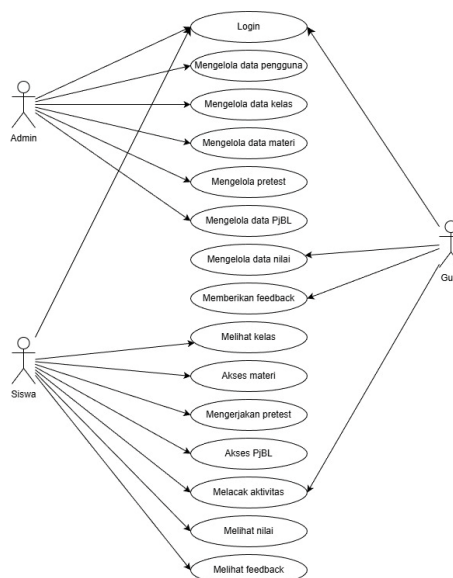 Login
Mengelola data pengguna
Mengelola data kelas
Admin
Mengelola data materi
Mengelola pretest
Mengelola data PjBL
Mengelola data nilai
Gu
Memberikan feedback
Melihat kelas
Siswa
Akses materi
Mengerjakan pretest
Akses PjBL
Melacak aktivitas
Melihat nilai
Melihat feedback